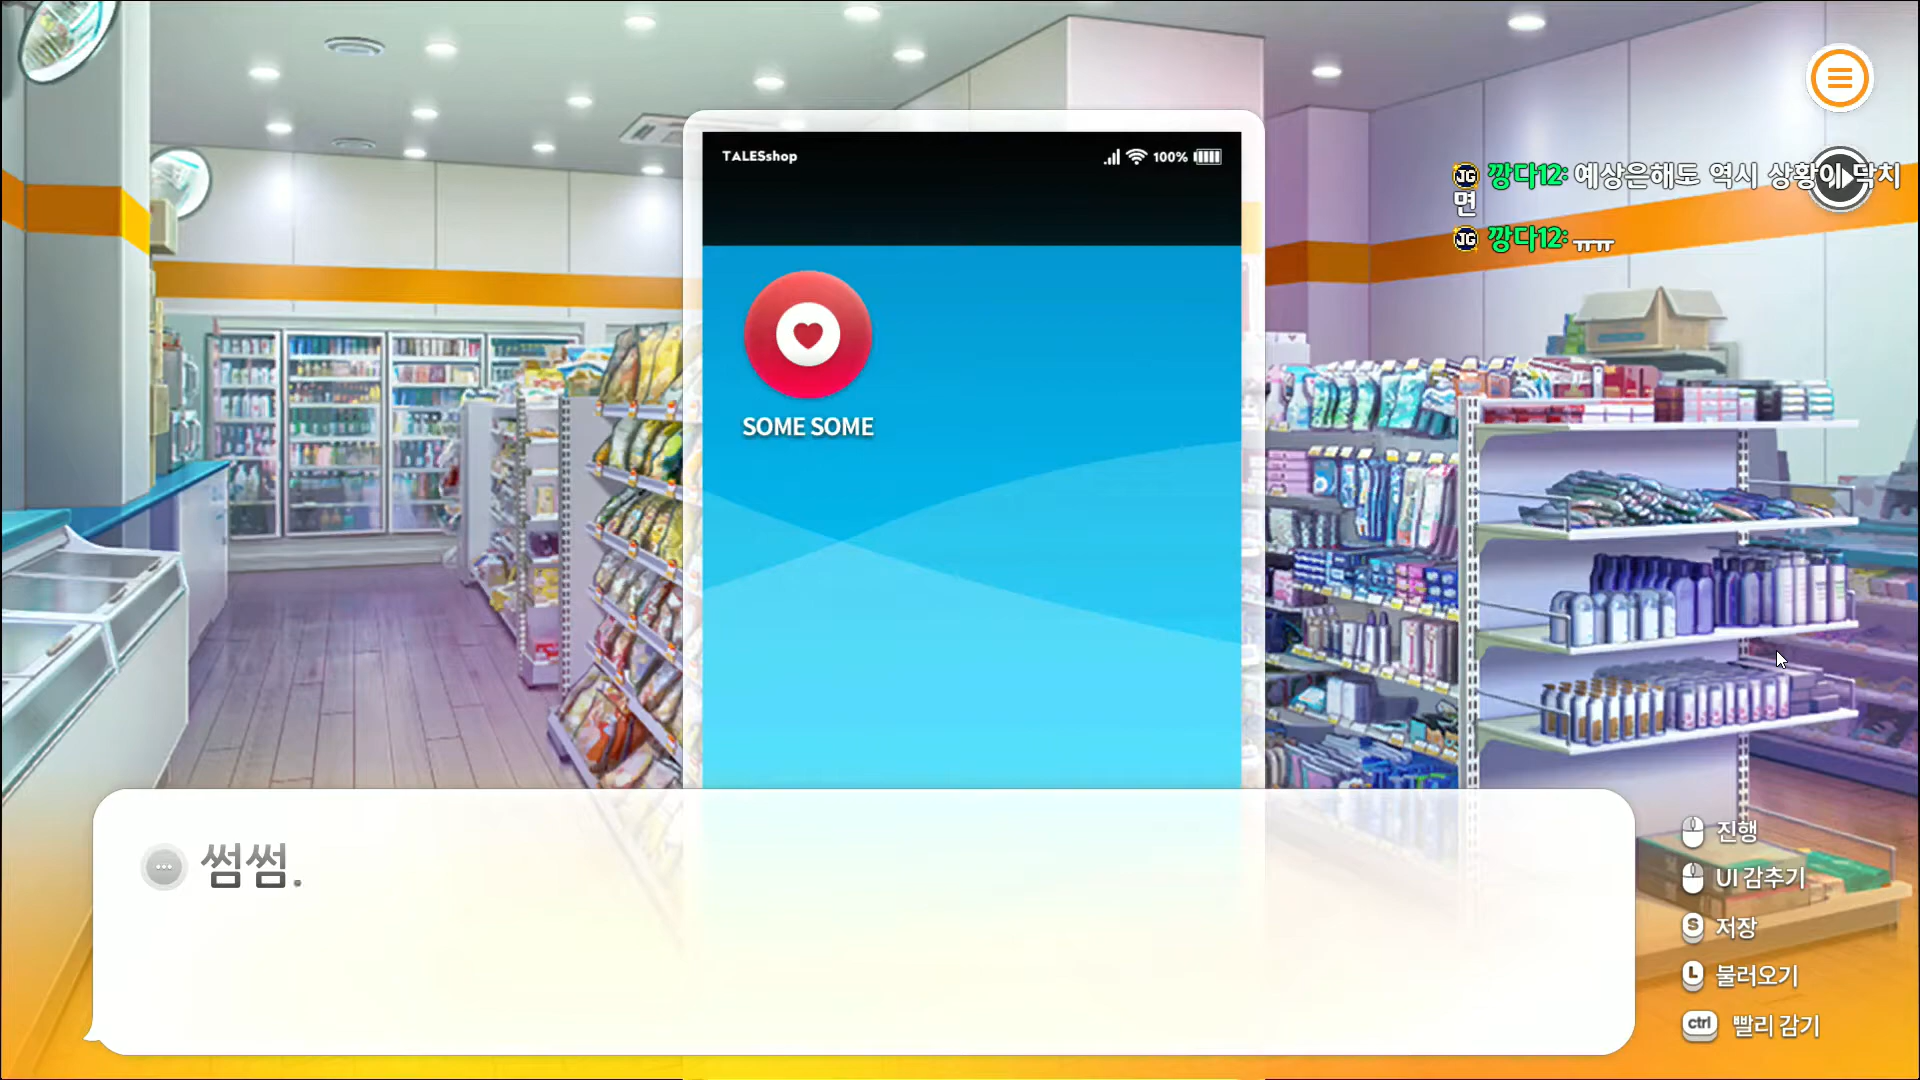 TALESshop
100%
깡다12: 예상은해도 역시 상황이 닥치
면
깡다12: ㅠㅠ
SOME SOME
썸썸.
진행
UI 감추기
S 저장
L 불러오기
ctrl 빨리 감기